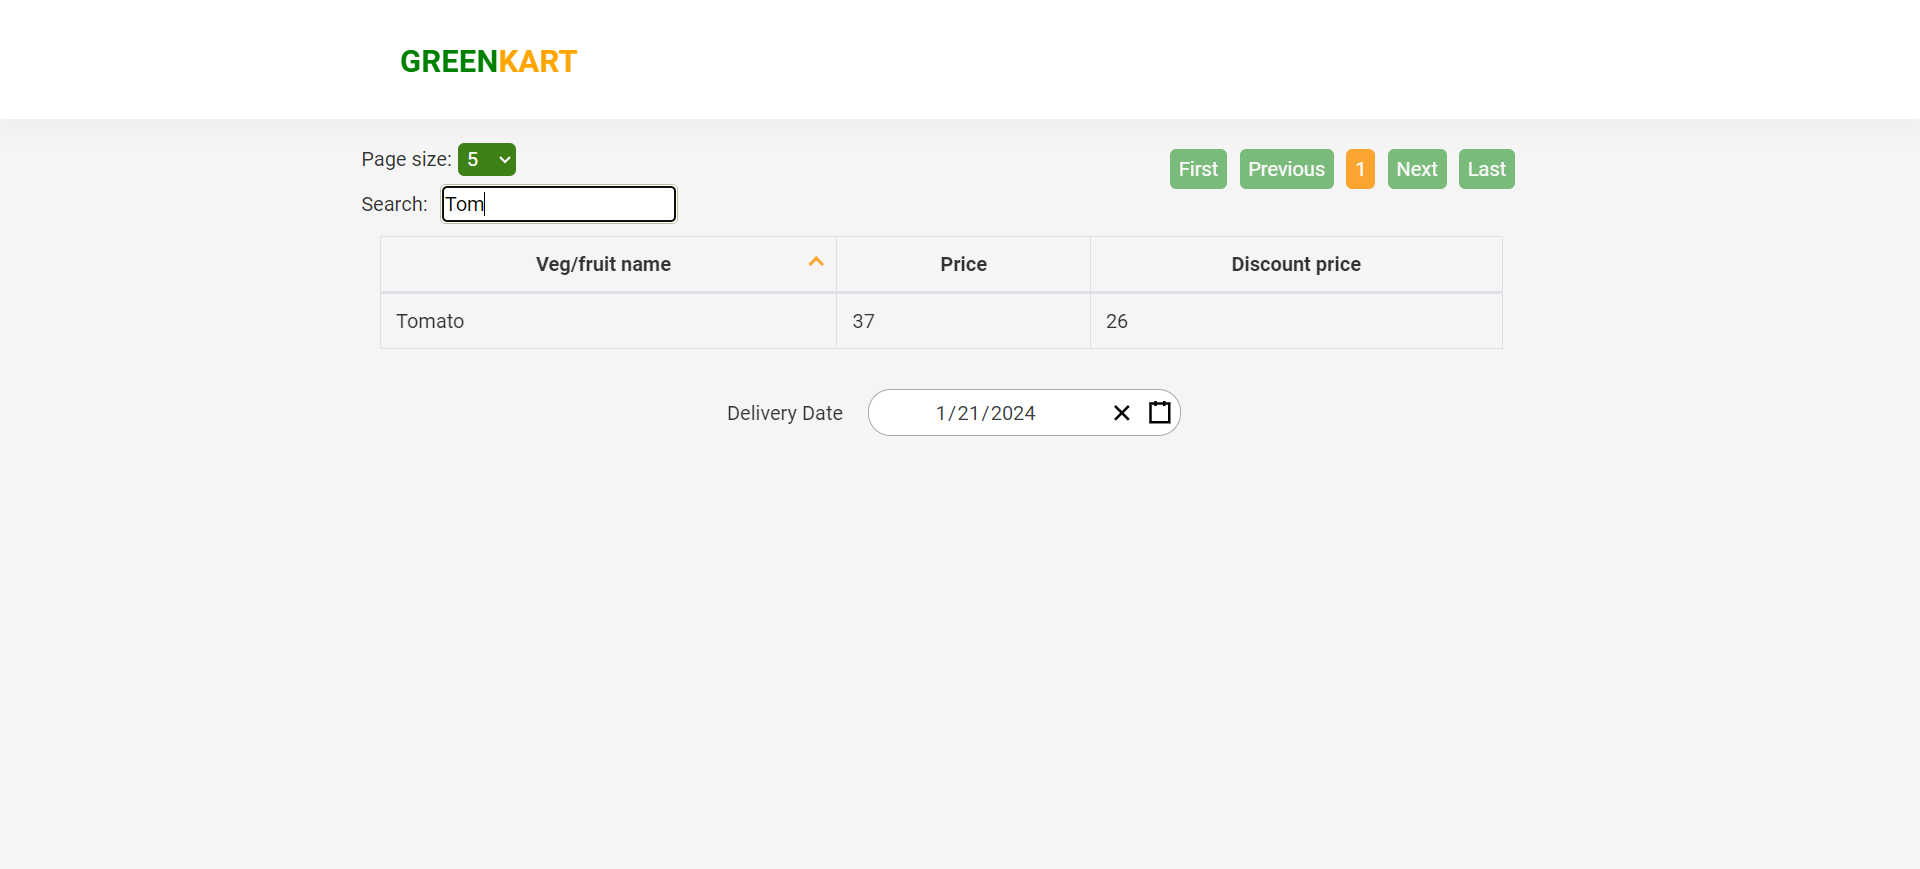 GREENKART
Page size: 5
First Previous 1 Next Last
Search: Tom
Veg/fruit name Price Discount price
Tomato 37 26
Delivery Date 1/21/2024